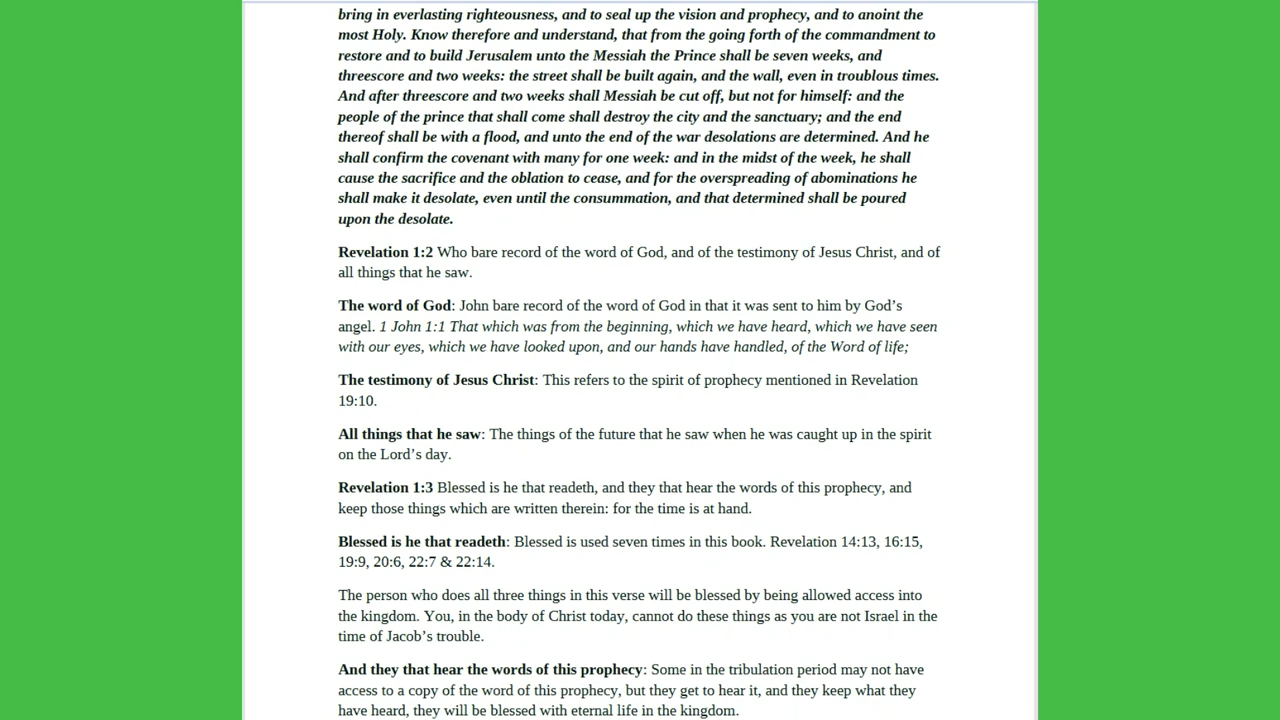 bring in everlasting righteousness, and to seal up the vision and prophecy, and to anoint the
most Holy. Know therefore and understand, that from the going forth of the commandment to
restore and to build Jerusalem unto the Messiah the Prince shall be seven weeks, and
threescore and two weeks: the street shall be built again, and the wall, even in troublous times.
And after threescore and two weeks shall Messiah be cut off, but not for himself: and the
people of the prince that shall come shall destroy the city and the sanctuary; and the end
thereof shall be with a flood, and unto the end of the war desolations are determined. And he
shall confirm the covenant with many for one week: and in the midst of the week, he shall
cause the sacrifice and the oblation to cease, and for the overspreading of abominations he
shall make it desolate, even until the consummation, and that determined shall be poured
upon the desolate.
Revelation 1:2 Who bare record of the word of God, and of the testimony of Jesus Christ, and of
all things that he saw.
The word of God: John bare record of the word of God in that it was sent to him by God’s
angel. 1 John 1:1 That which was from the beginning, which we have heard, which we have seen
with our eyes, which we have looked upon, and our hands have handled, of the Word of life;
The testimony of Jesus Christ: This refers to the spirit of prophecy mentioned in Revelation
19:10.
All things that he saw: The things of the future that he saw when he was caught up in the spirit
on the Lord’s day.
Revelation 1:3 Blessed is he that readeth, and they that hear the words of this prophecy, and
keep those things which are written therein: for the time is at hand.
Blessed is he that readeth: Blessed is used seven times in this book. Revelation 14:13, 16:15,
19:9, 20:6, 22:7 & 22:14.
The person who does all three things in this verse will be blessed by being allowed access into
the kingdom. You, in the body of Christ today, cannot do these things as you are not Israel in the
time of Jacob’s trouble.
And they that hear the words of this prophecy: Some in the tribulation period may not have
access to a copy of the word of this prophecy, but they get to hear it, and they keep what they
have heard, they will be blessed with eternal life in the kingdom.